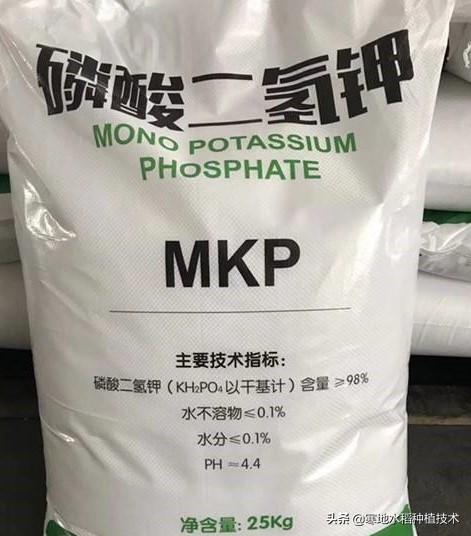 磷酸二氢钾
MONO POTASSIUM
PHOSPHATE
MKP
主要技术指标:
磷酸二氢钾（KH₂PO₄以干基计）含量≥98%
水不溶物≤0.1%
水分≤0.1%
PH ≈4.4
净含量: 25Kg
头条 @寒地水稻种植技术